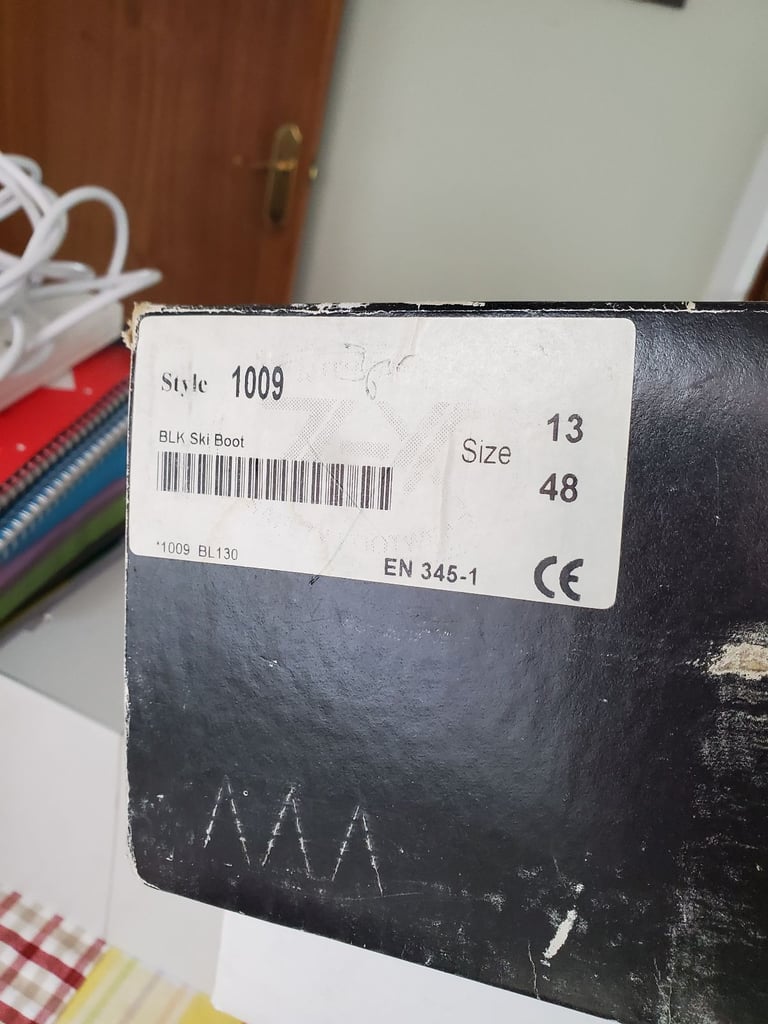 Style 1009
BLK Ski Boot
Size 13
48
*1009 BL130
EN 345-1
CE